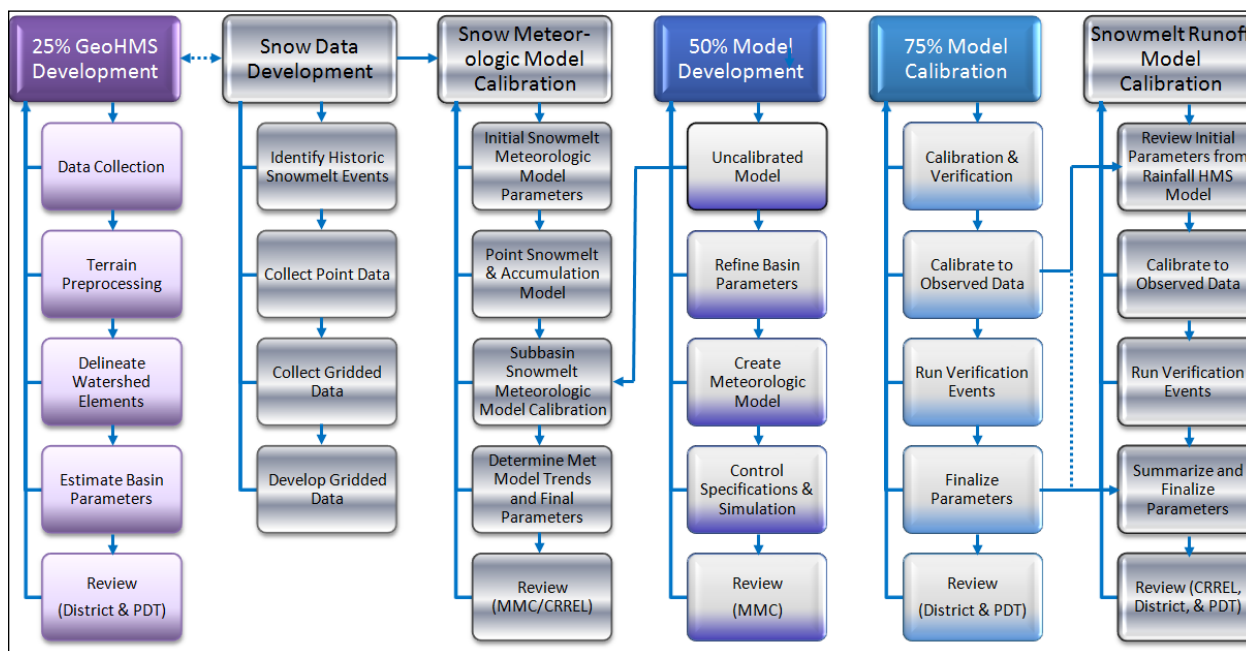 25% GeoHMS
Development
Data Collection
Terrain
Preprocessing
Delineate
Watershed
Elements
Estimate Basin
Parameters
Review
(District & PDT)
Snow Data
Development
Identify Historic
Snowmelt Events
Collect Point Data
Collect Gridded
Data
Develop Gridded
Data
Snow Meteor-
ologic Model
Calibration
Initial Snowmelt
Meteorologic
Model
Parameters
Point Snowmelt
& Accumulation
Model
Subbasin
Snowmelt
Meteorologic
Model Calibration
Determine Met
Model Trends
and Final
Parameters
Review
(MMC/CRREL)
50% Model
Development
Uncalibrated
Model
Refine Basin
Parameters
Create
Meteorologic
Model
Control
Specifications &
Simulation
Review
(MMC)
75% Model
Calibration
Calibration &
Verification
Calibrate to
Observed Data
Run Verification
Events
Finalize
Parameters
Review
(District & PDT)
Snowmelt Runoff
Model
Calibration
Review Initial
Parameters from
Rainfall HMS
Model
Calibrate to
Observed Data
Run Verification
Events
Summarize and
Finalize
Parameters
Review (CRREL,
District, & PDT)